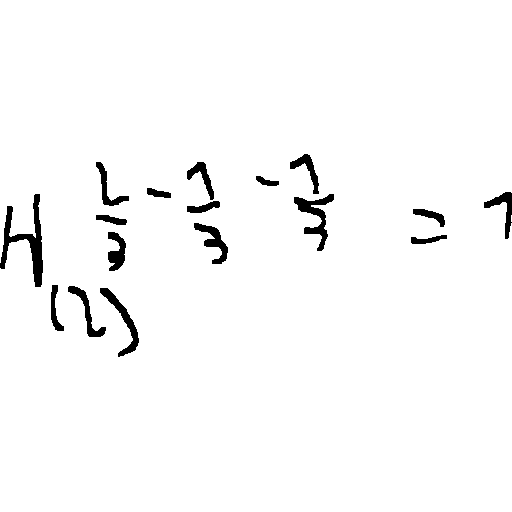 H 2/3 - 1/3 - 1/3 = 1
(2)